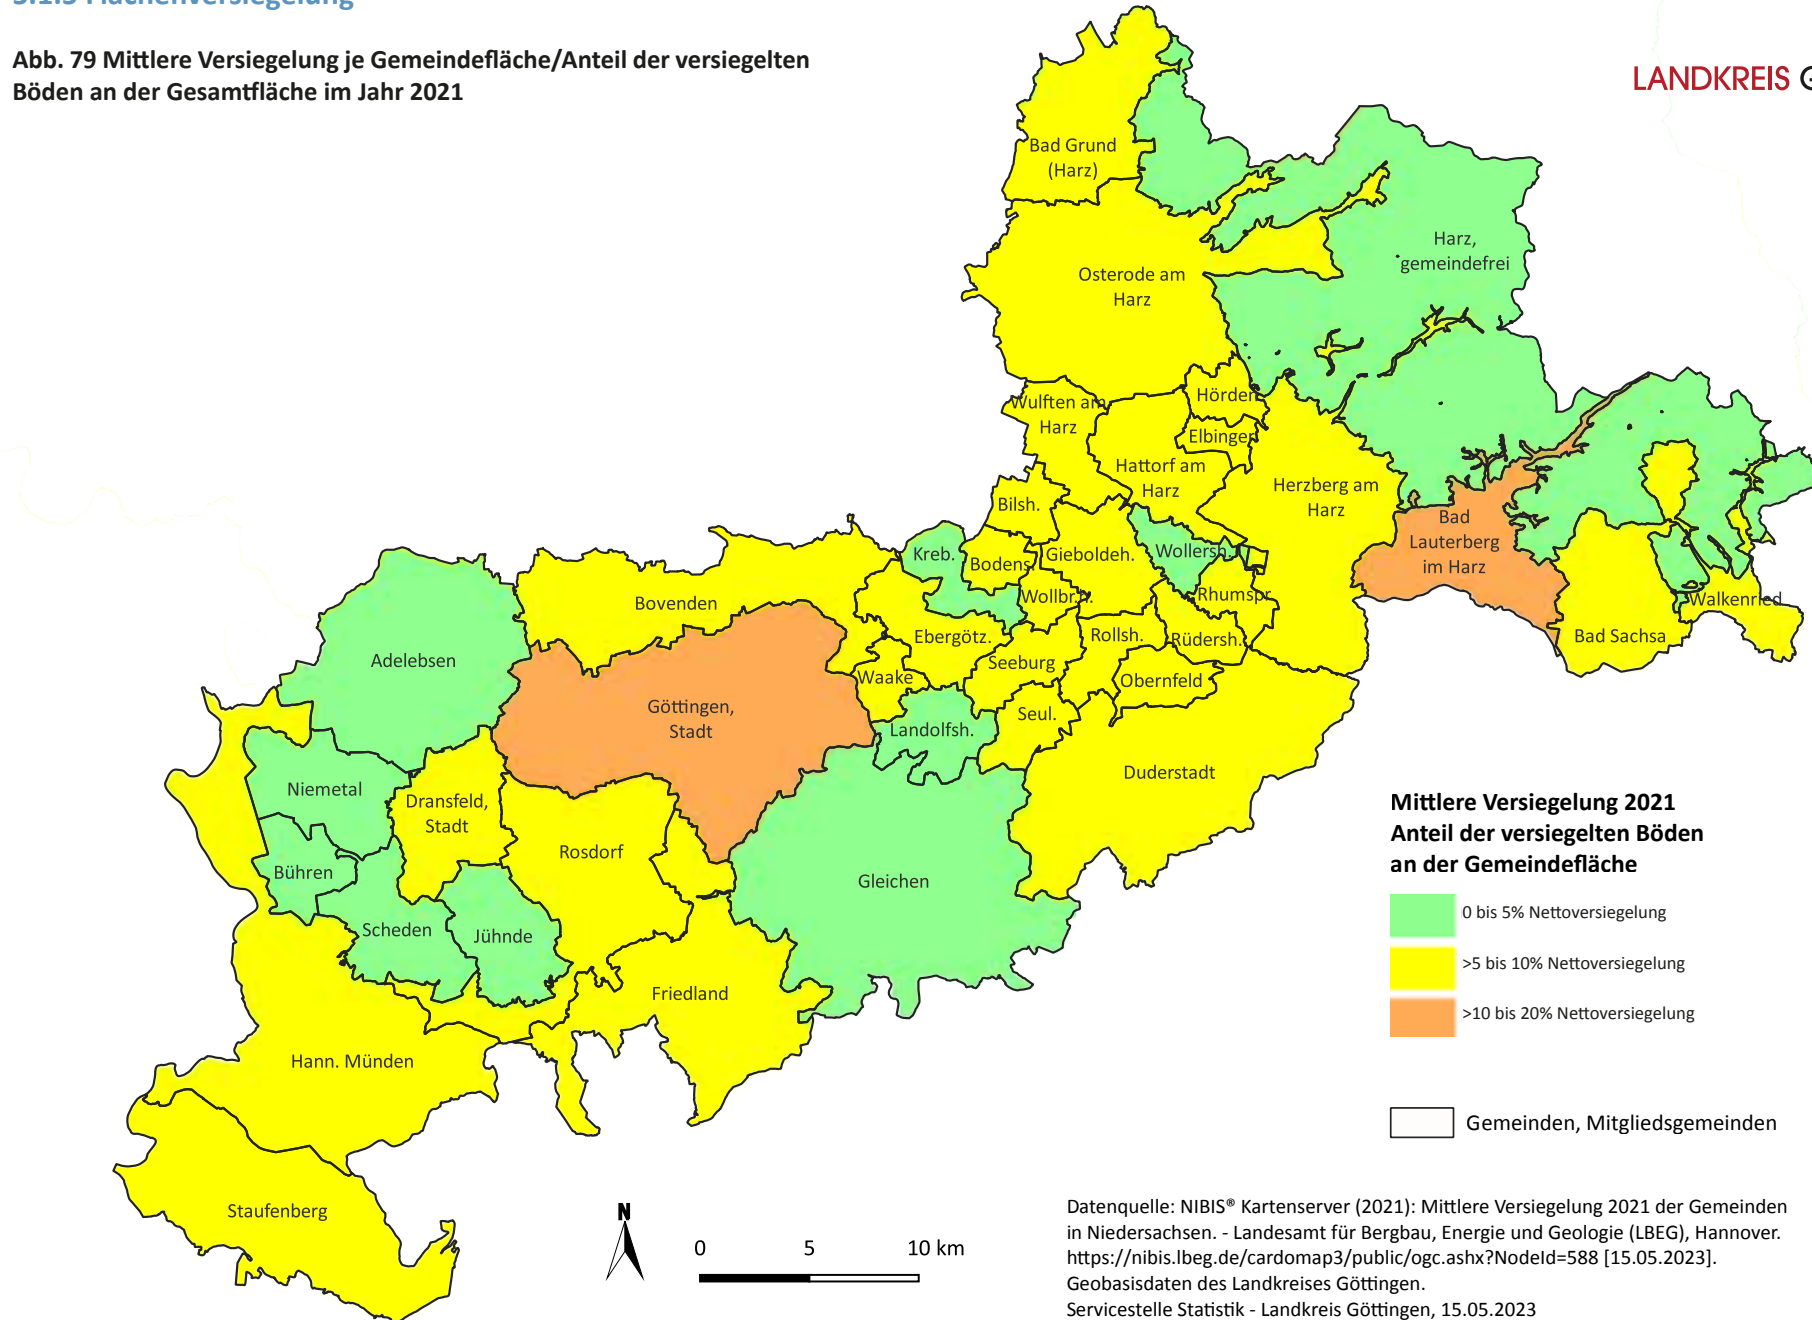 5.1.3 Flächenversiegelung
Abb. 79 Mittlere Versiegelung je Gemeindefläche/Anteil der versiegelten
Böden an der Gesamtfläche im Jahr 2021
LANDKREIS G
Bad Grund
(Harz)
Harz,
gemeindefrei
Osterode am
Harz
Hörden
Wulften am
Harz
Elbinger
Hattorf am
Harz
Herzberg am
Harz
Bilsh.
Bad
Lauterberg
im Harz
Kreb.
Bodens.
Gieboldeh.
Wollersh.
Wollbr.h.
Rhumspr.
Walkenried
Bovenden
Ebergötz.
Rollsh.
Rüdersh.
Bad Sachsa
Adelebsen
Seeburg
Waake
Obernfeld
Göttingen,
Stadt
Seul.
Landolfsh.
Duderstadt
Niemetal
Dransfeld,
Stadt
Rosdorf
Bühren
Gleichen
Scheden
Jühnde
Friedland
Hann. Münden
Staufenberg
Mittlere Versiegelung 2021
Anteil der versiegelten Böden
an der Gemeindefläche
0 bis 5% Nettoversiegelung
>5 bis 10% Nettoversiegelung
>10 bis 20% Nettoversiegelung
Gemeinden, Mitgliedsgemeinden
N
0 5 10 km
Datenquelle: NIBIS® Kartenserver (2021): Mittlere Versiegelung 2021 der Gemeinden
in Niedersachsen. - Landesamt für Bergbau, Energie und Geologie (LBEG), Hannover.
https://nibis.lbeg.de/cardomap3/public/ogc.ashx?NodeId=588 [15.05.2023].
Geobasisdaten des Landkreises Göttingen.
Servicestelle Statistik - Landkreis Göttingen, 15.05.2023